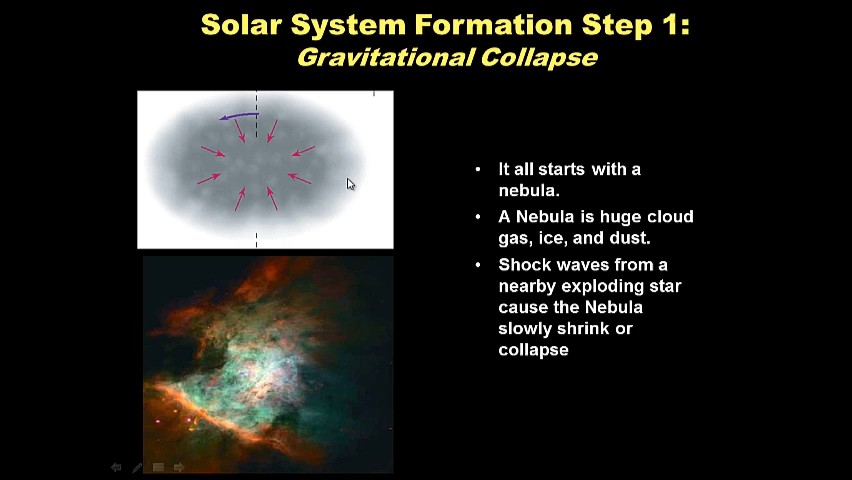 Solar System Formation Step 1:
Gravitational Collapse
• It all starts with a
nebula.
• A Nebula is huge cloud
gas, ice, and dust.
• Shock waves from a
nearby exploding star
cause the Nebula
slowly shrink or
collapse